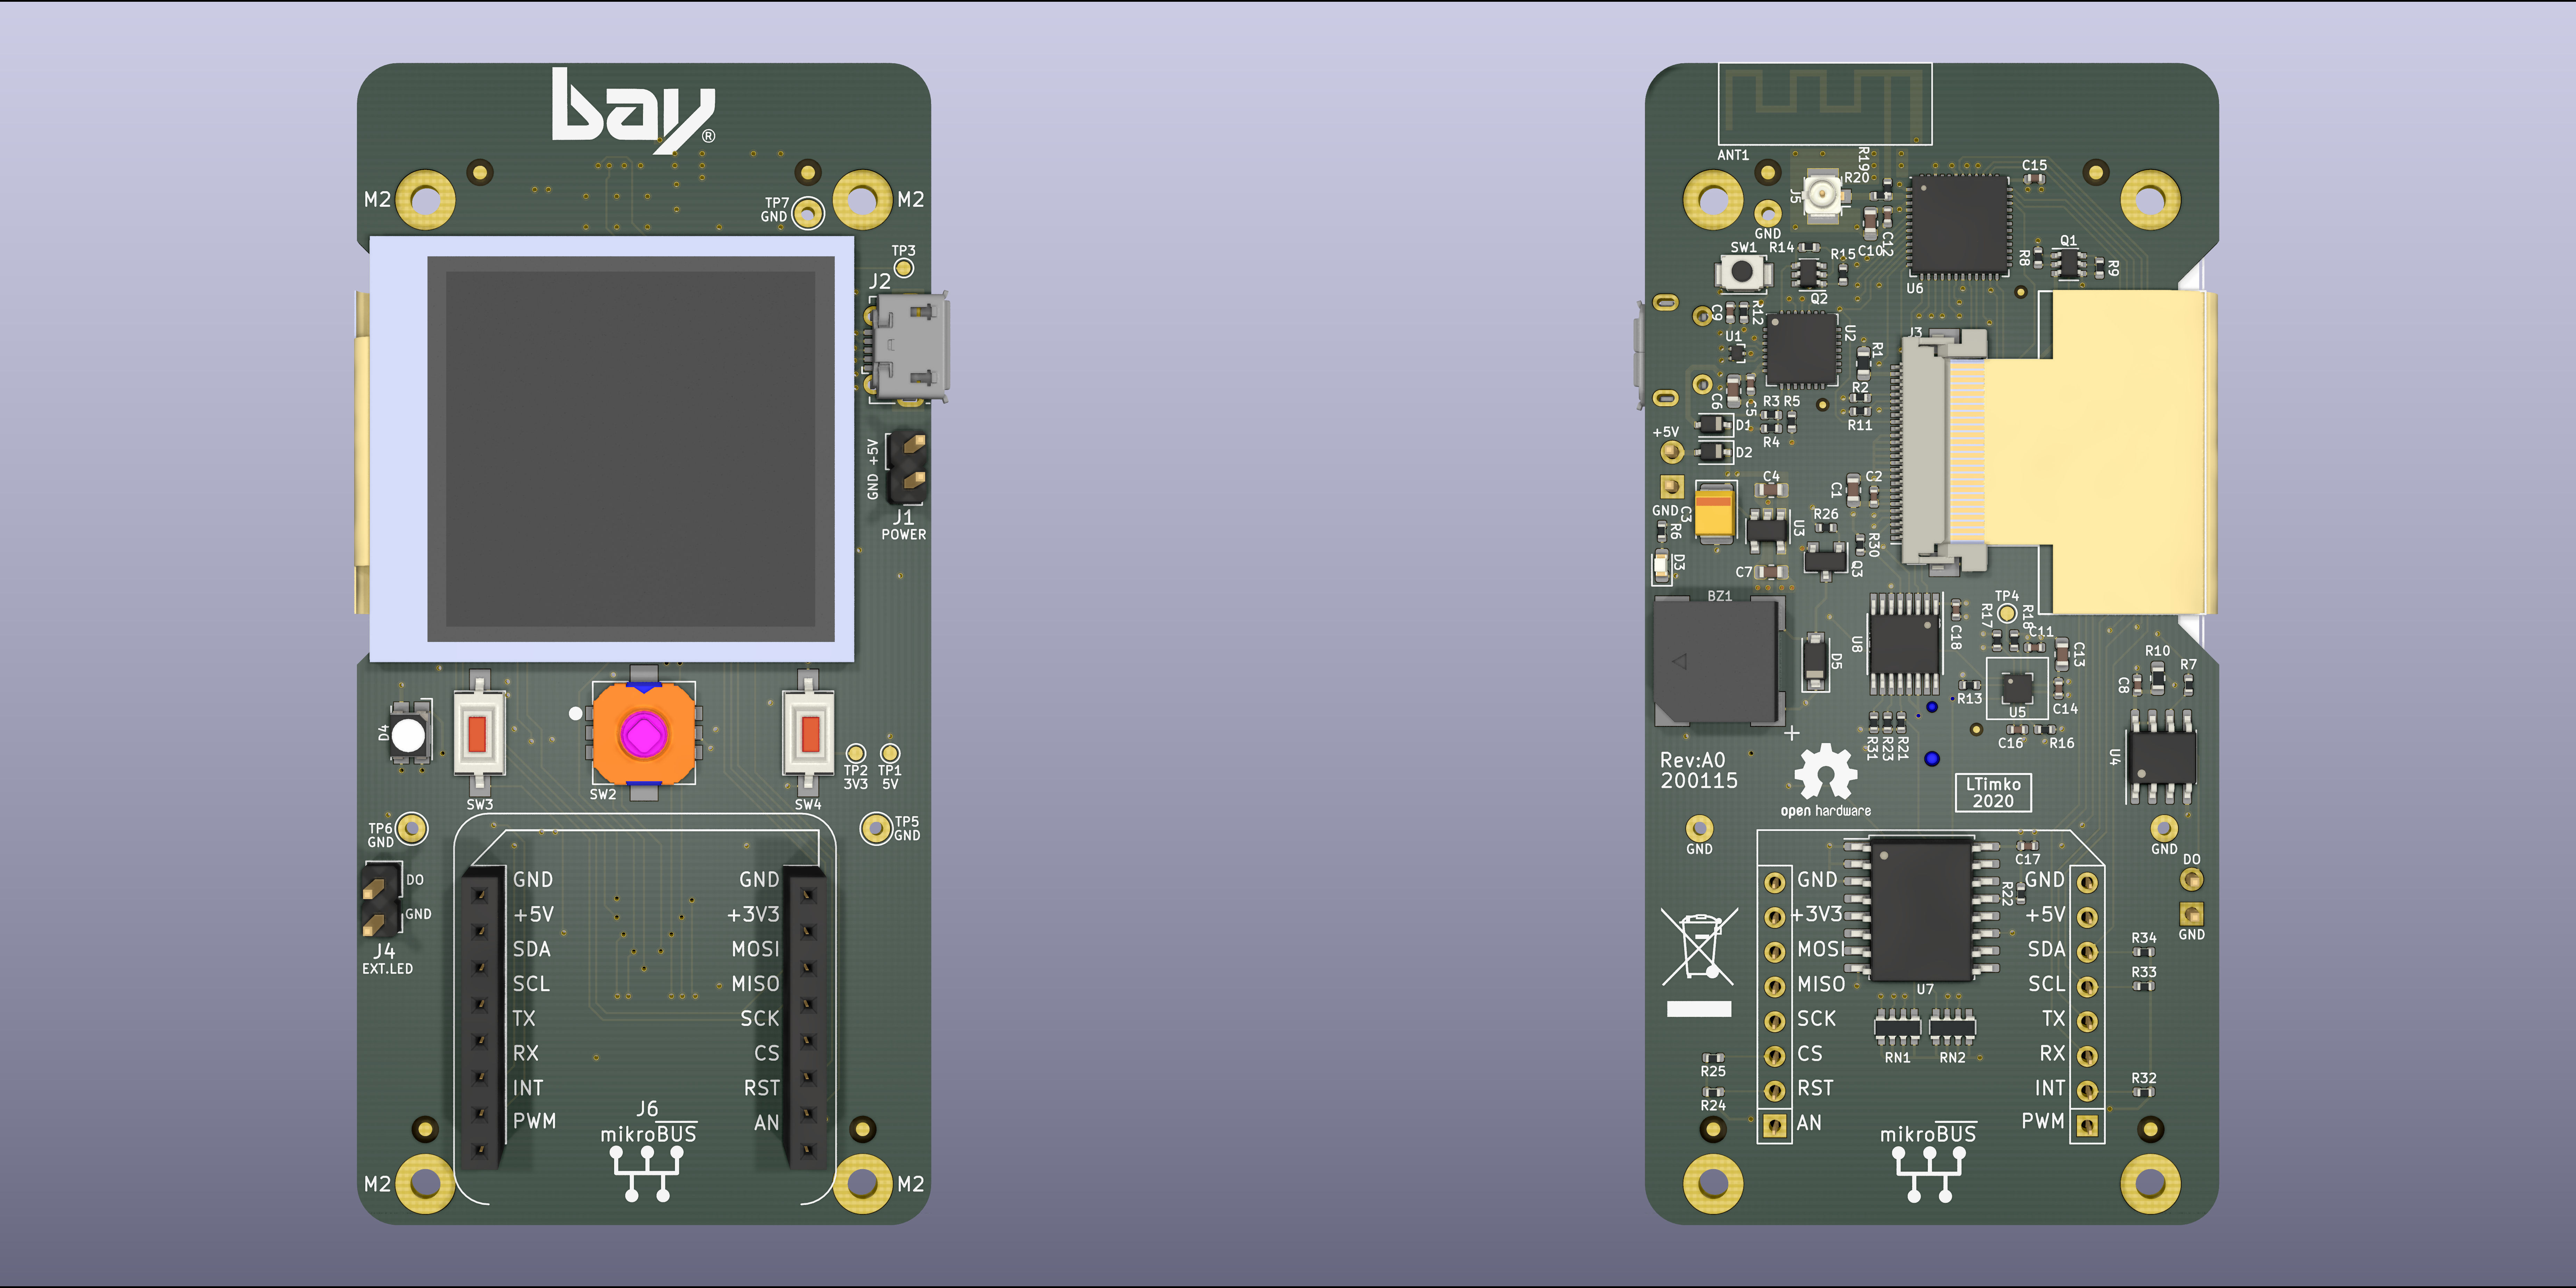 bay®
M2
M2
TP7
GND
TP3
J2
GND +5V
J1
POWER
D4
SW3
SW2
SW4
TP2
3V3
TP1
5V
TP6
GND
TP5
GND
DO
GND
J4
EXT.LED
GND
+5V
SDA
SCL
TX
RX
INT
PWM
GND
+3V3
MOSI
MISO
SCK
CS
RST
AN
J6
mikroBUS
M2
M2
ANT1
R19
R20
J5
C15
GND
SW1
R14
R15
C10
C12
Q2
U6
R8
Q1
R9
C9
R12
U1
U2
J3
R1
R2
R11
C6
C5
R3
R5
R4
D1
D2
+5V
GND
C3
C4
C1
C2
R6
D3
U3
R26
R30
Q3
C7
BZ1
D5
U8
C18
TP4
R17
R18
C11
C13
R13
U5
C14
R10
R7
C8
C16
R16
U4
R31
R23
R21
+
Rev:A0
200115
open hardware
LTimko
2020
GND
GND
DO
GND
C17
R22
GND
+3V3
MOSI
MISO
SCK
CS
RST
AN
GND
+5V
SDA
SCL
TX
RX
INT
PWM
U7
RN1
RN2
R34
R33
R32
R25
R24
mikroBUS